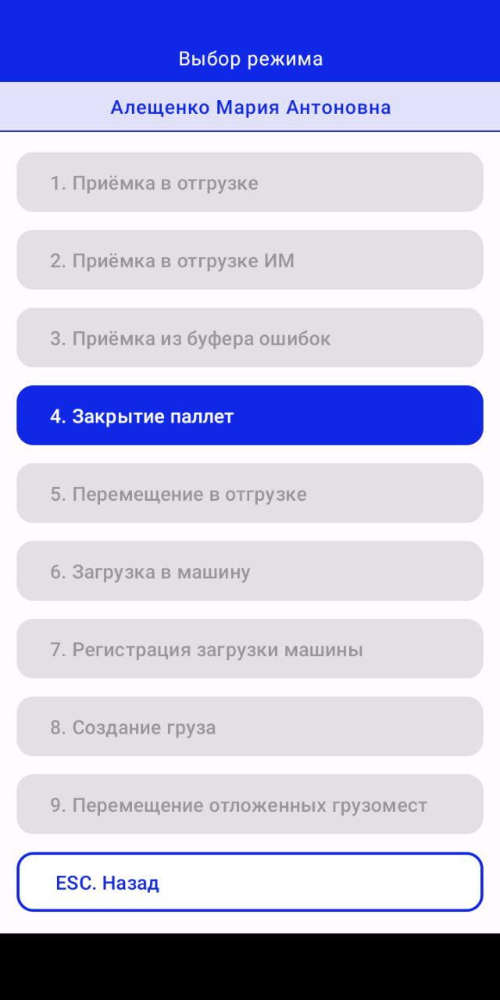 Выбор режима
Алещенко Мария Антоновна
1. Приёмка в отгрузке
2. Приёмка в отгрузке ИМ
3. Приёмка из буфера ошибок
4. Закрытие паллет
5. Перемещение в отгрузке
6. Загрузка в машину
7. Регистрация загрузки машины
8. Создание груза
9. Перемещение отложенных грузомест
ESC. Назад